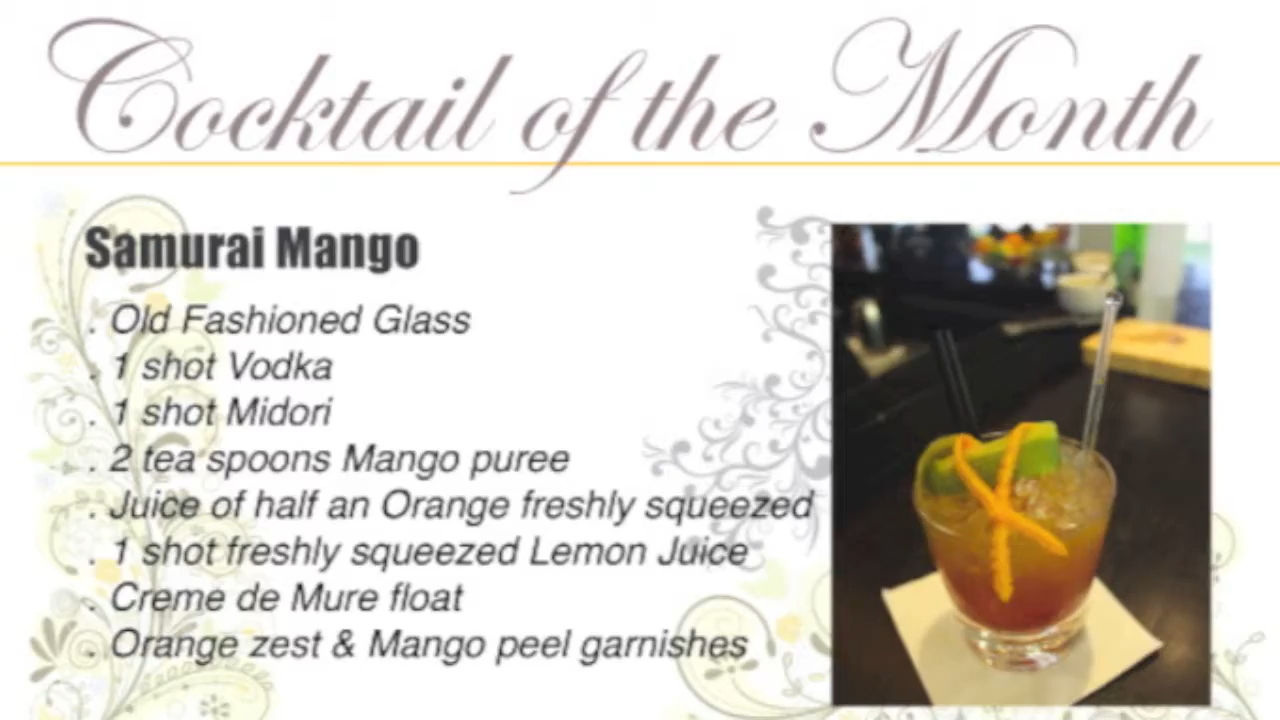 Cocktail of the Month
Samurai Mango
. Old Fashioned Glass
. 1 shot Vodka
. 1 shot Midori
. 2 tea spoons Mango puree
. Juice of half an Orange freshly squeezed
. 1 shot freshly squeezed Lemon Juice
. Creme de Mure float
. Orange zest & Mango peel garnishes